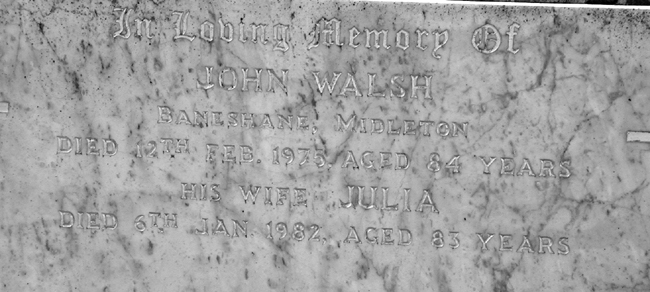 In Loving Memory Of
JOHN WALSH
BANESHANE, MIDLETON
DIED 12TH FEB. 1975, AGED 84 YEARS
HIS WIFE JULIA
DIED 6TH JAN. 1982, AGED 83 YEARS